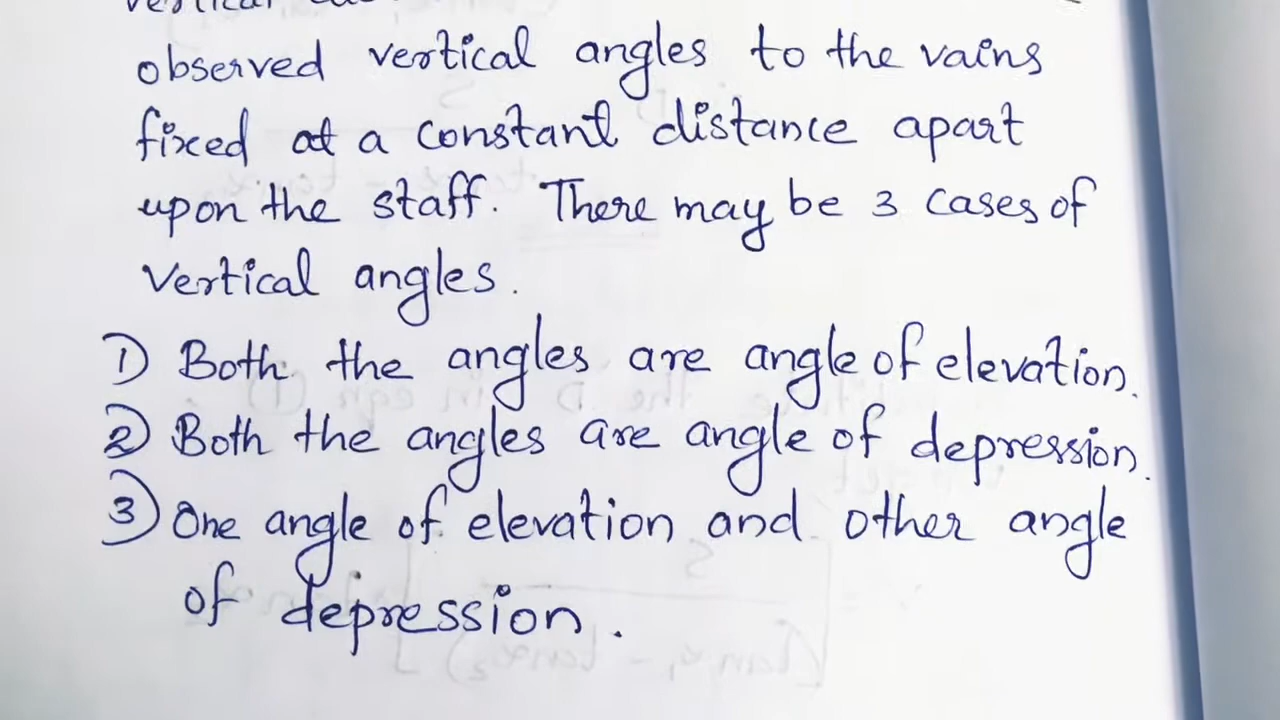 observed vertical angles to the vains
fixed at a constant distance apart
upon the staff. There may be 3 cases of
Vertical angles.
1) Both the angles are angle of elevation.
2) Both the angles are angle of depression.
3) One angle of elevation and other angle
of depression.